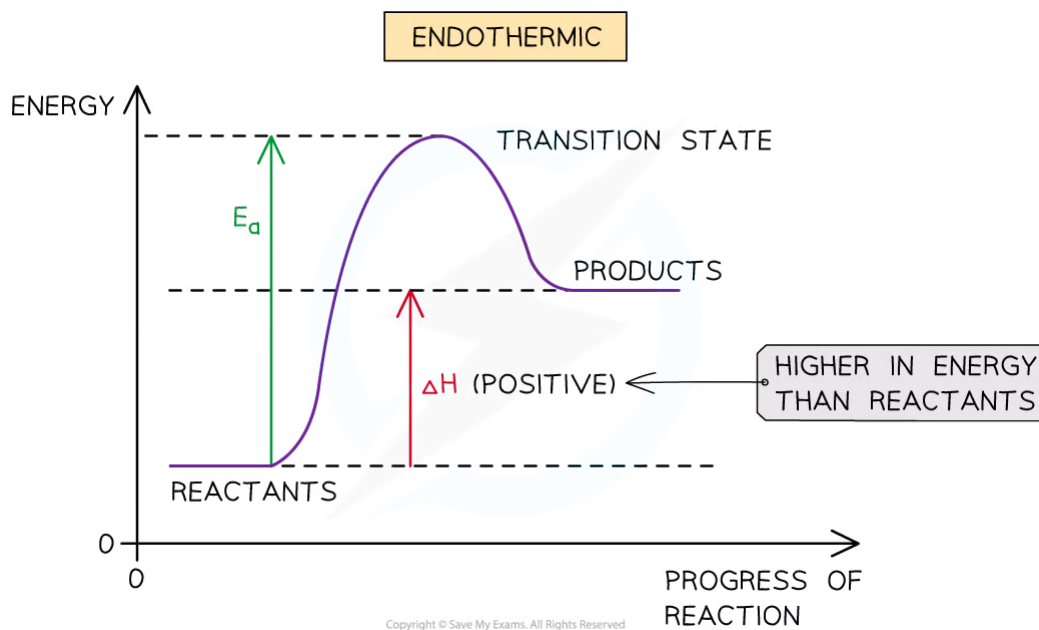 ENDOTHERMIC
ENERGY
TRANSITION STATE
Ea
PRODUCTS
ΔH (POSITIVE)
HIGHER IN ENERGY
THAN REACTANTS
REACTANTS
0
0
PROGRESS OF
REACTION
Copyright © Save My Exams. All Rights Reserved